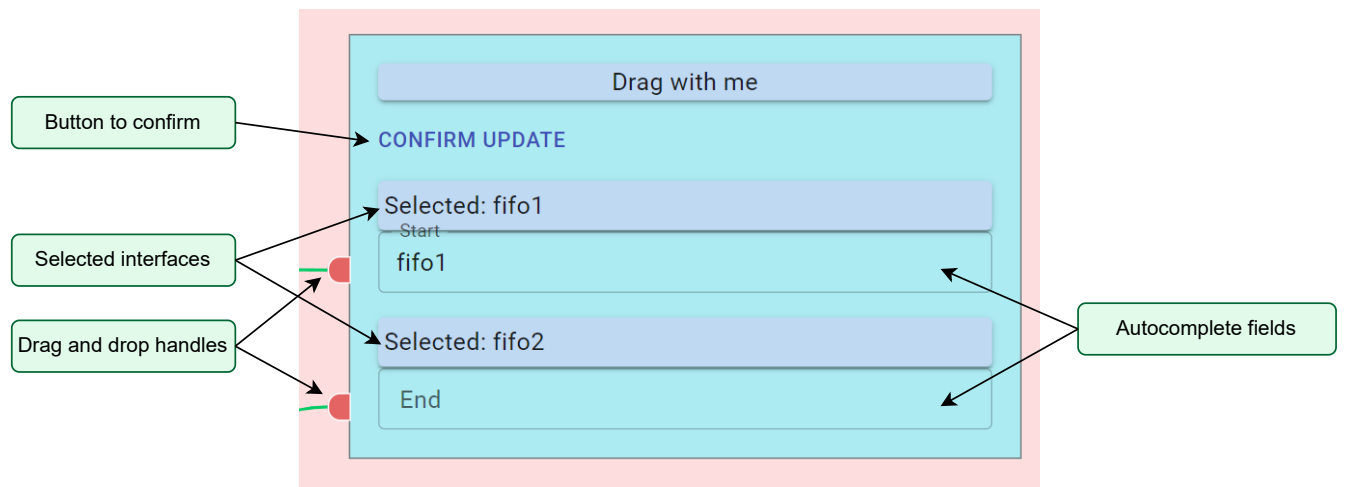 Drag with me
Button to confirm
CONFIRM UPDATE
Selected: fifo1
Start
Selected interfaces
fifo1
Autocomplete fields
Drag and drop handles
Selected: fifo2
End